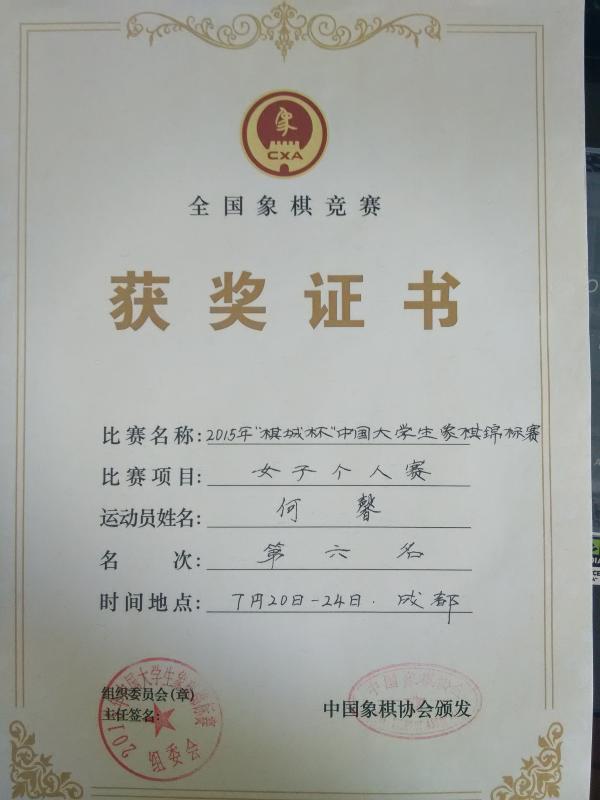 象
CXA
全国象棋竞赛
获奖证书
比赛名称:2015年"棋城杯"中国大学生象棋锦标赛
比赛项目:女子个人赛
运动员姓名:何馨
名次:第六名
时间地点:7月20日-24日.成都
组织委员会(章)
主任签名:
组委会
中国象棋协会颁发